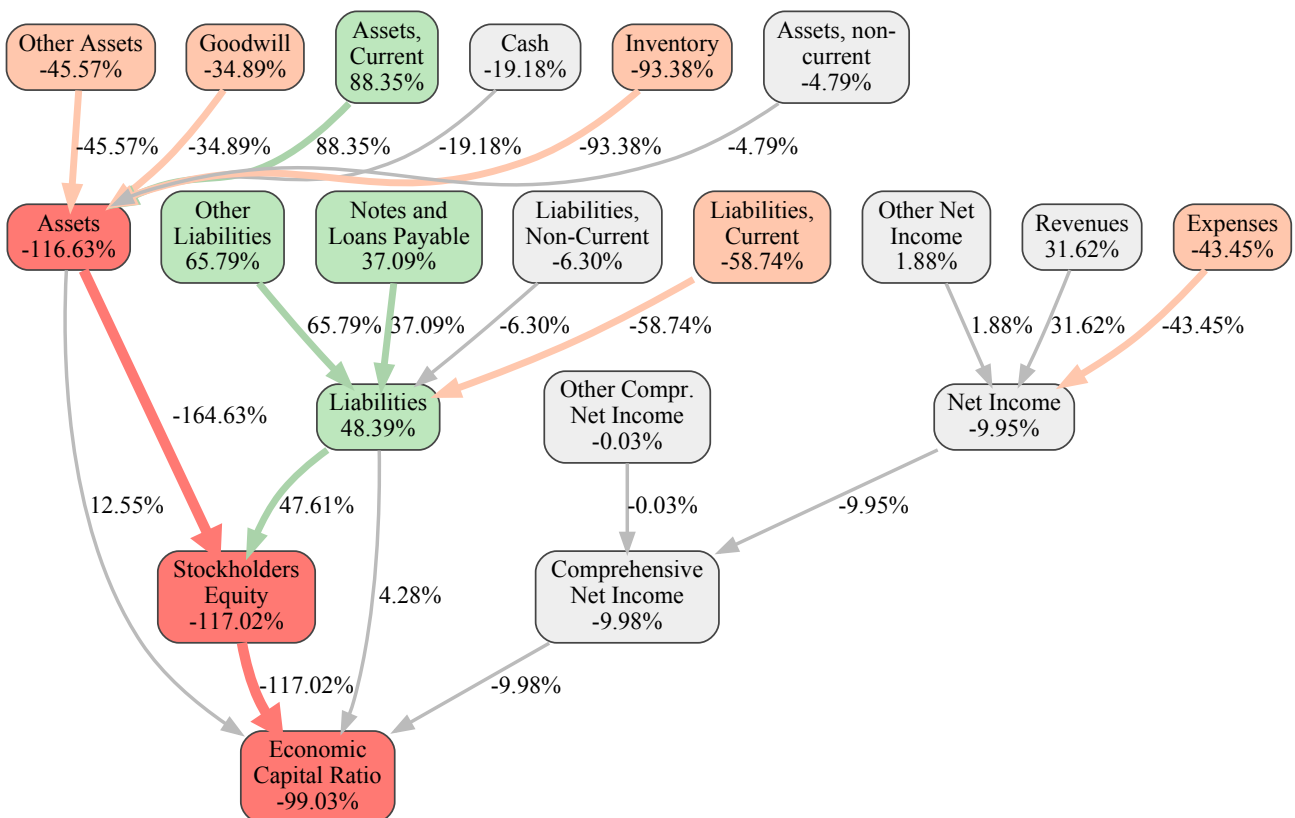 Other Assets
-45.57%
Goodwill
-34.89%
Assets,
Current
88.35%
Cash
-19.18%
Inventory
-93.38%
Assets, non-
current
-4.79%
-45.57%
-34.89%
88.35%
-19.18%
-93.38%
-4.79%
Assets
-116.63%
Other
Liabilities
65.79%
Notes and
Loans Payable
37.09%
Liabilities,
Non-Current
-6.30%
Liabilities,
Current
-58.74%
Other Net
Income
1.88%
Revenues
31.62%
Expenses
-43.45%
65.79%
37.09%
-6.30%
-58.74%
1.88%
31.62%
-43.45%
-164.63%
Liabilities
48.39%
Other Compr.
Net Income
-0.03%
Net Income
-9.95%
12.55%
47.61%
-0.03%
-9.95%
Stockholders
Equity
-117.02%
4.28%
Comprehensive
Net Income
-9.98%
-117.02%
-9.98%
Economic
Capital Ratio
-99.03%